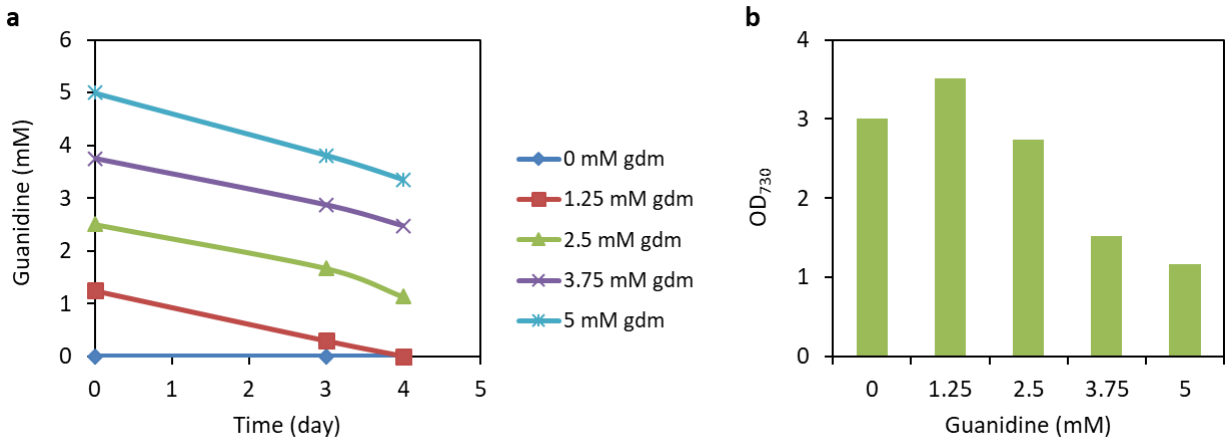 a
6
5
4
3
2
1
0
Guanidine (mM)
0 1 2 3 4 5
Time (day)
0 mM gdm
1.25 mM gdm
2.5 mM gdm
3.75 mM gdm
5 mM gdm
b
4
3
2
1
0
OD730
0 1.25 2.5 3.75 5
Guanidine (mM)